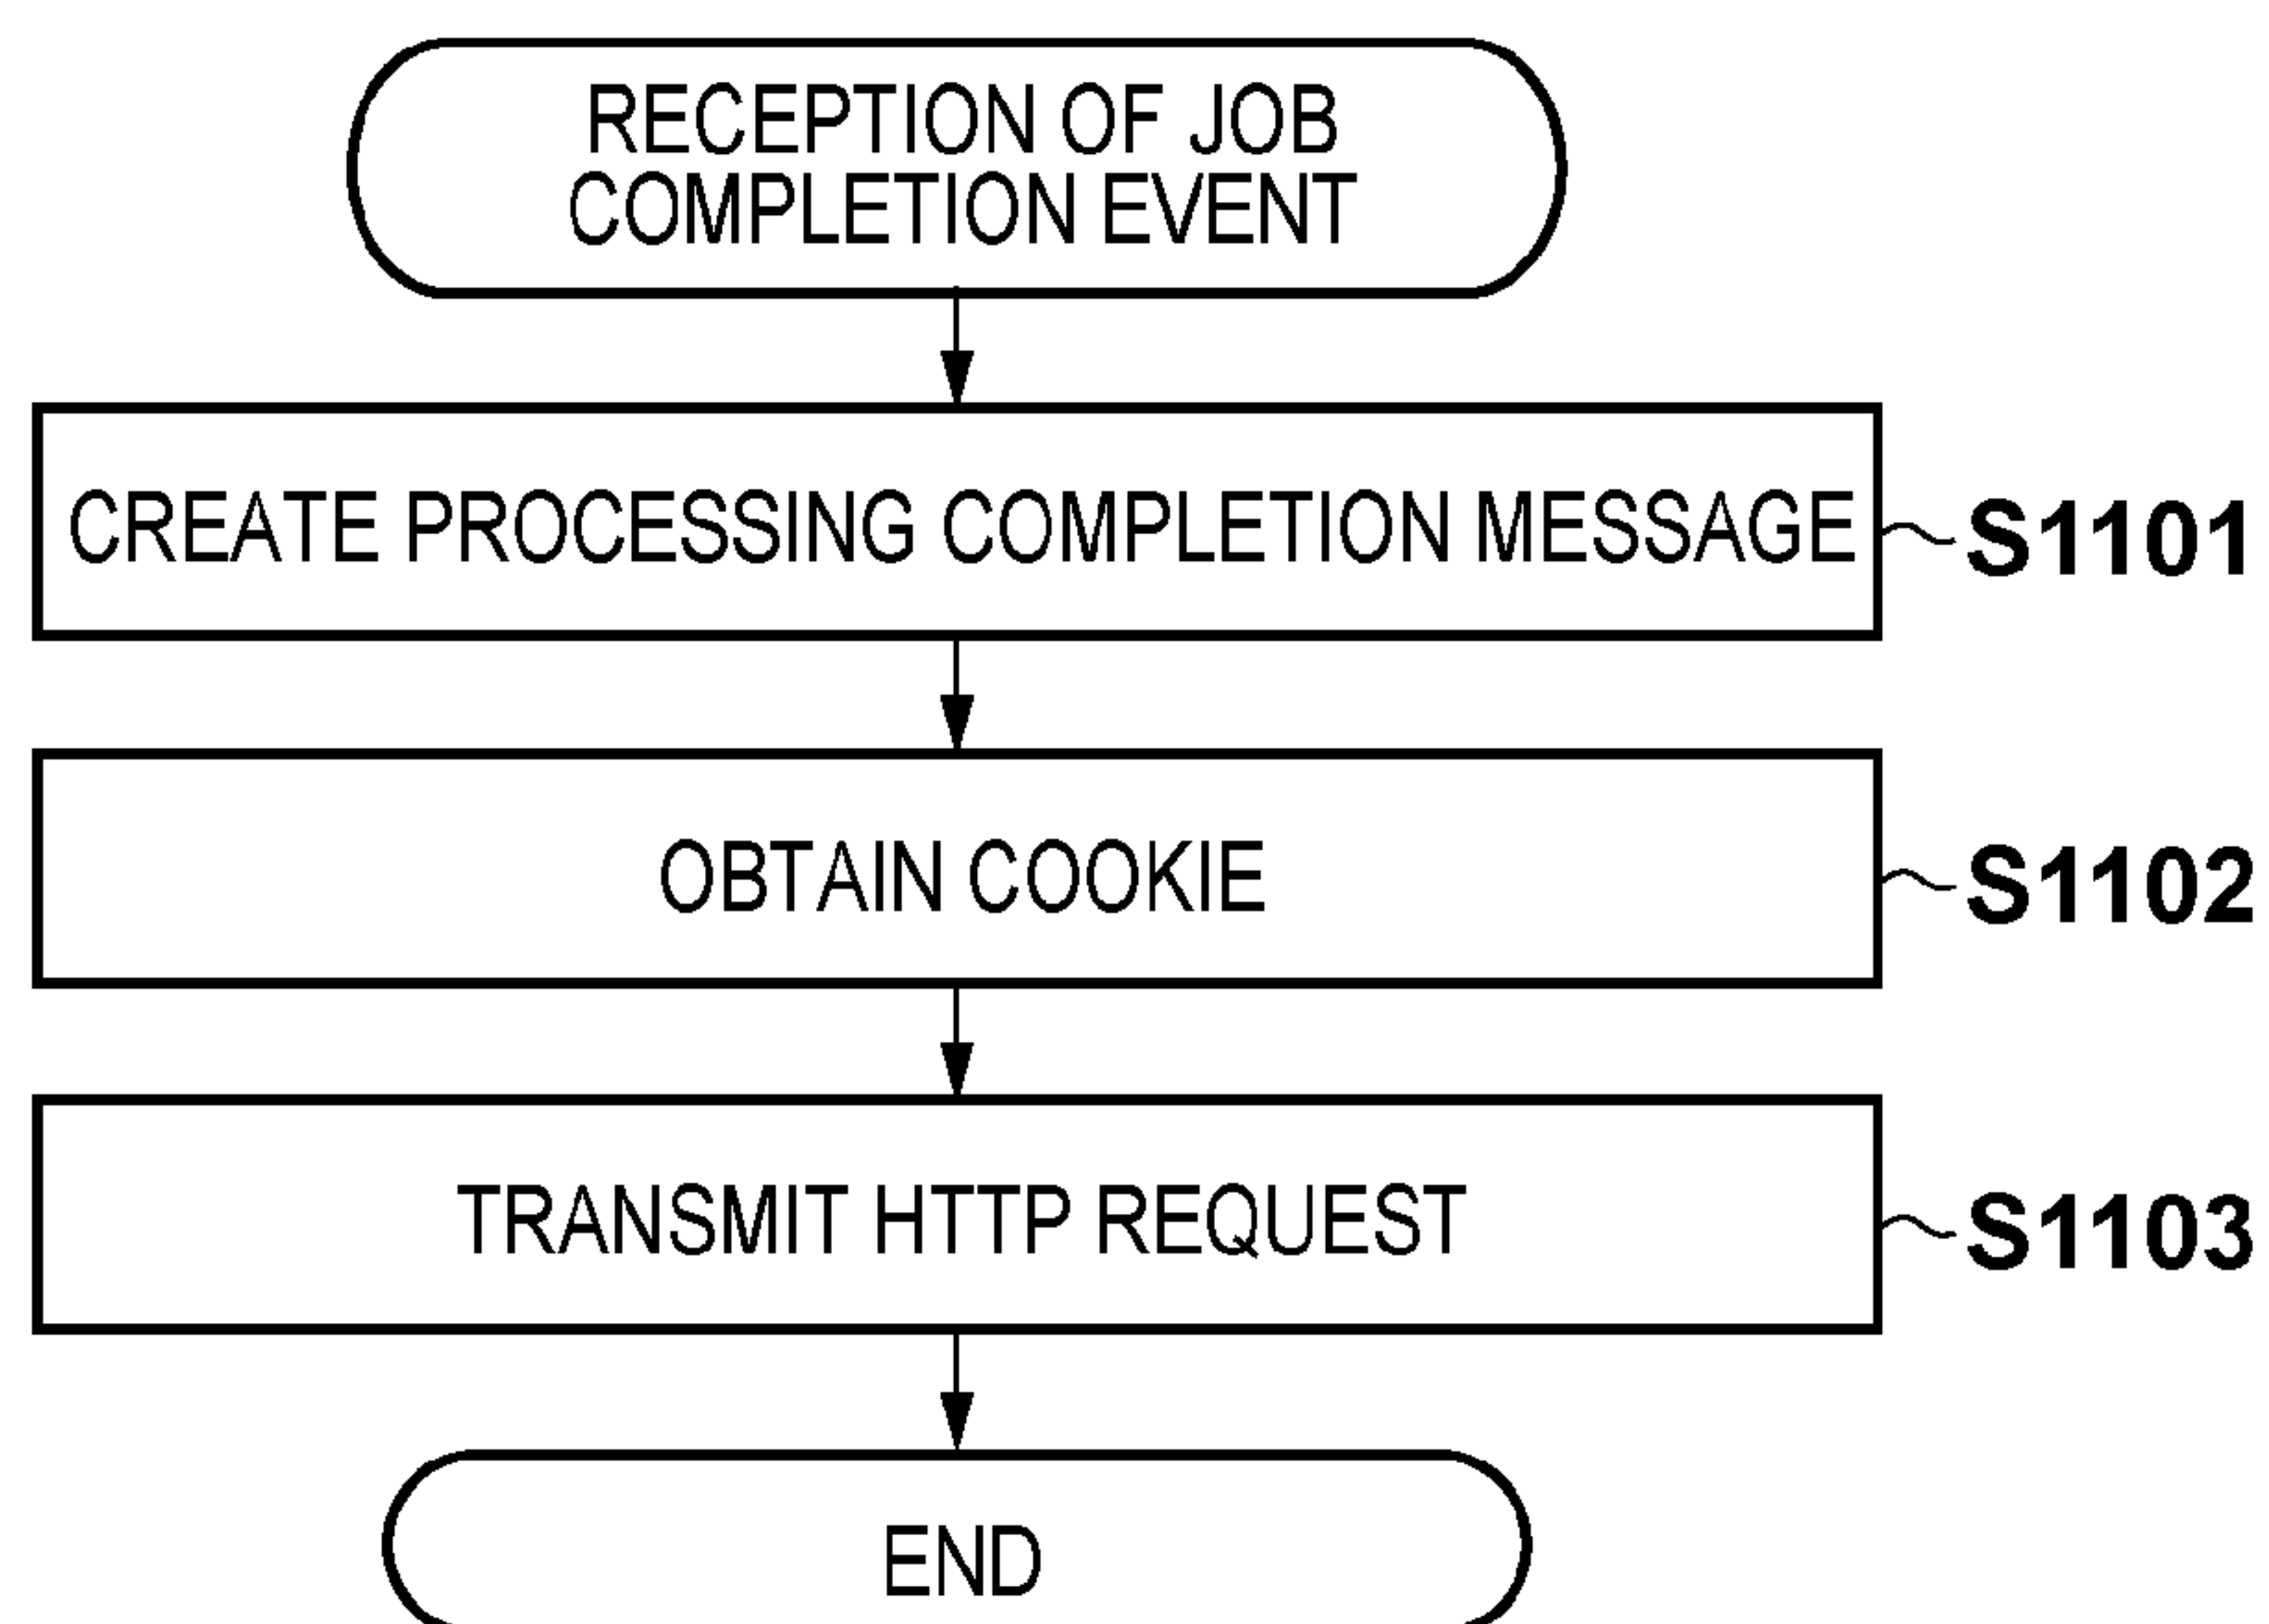 RECEPTION OF JOB
COMPLETION EVENT
CREATE PROCESSING COMPLETION MESSAGE
S1101
OBTAIN COOKIE
S1102
TRANSMIT HTTP REQUEST
S1103
END